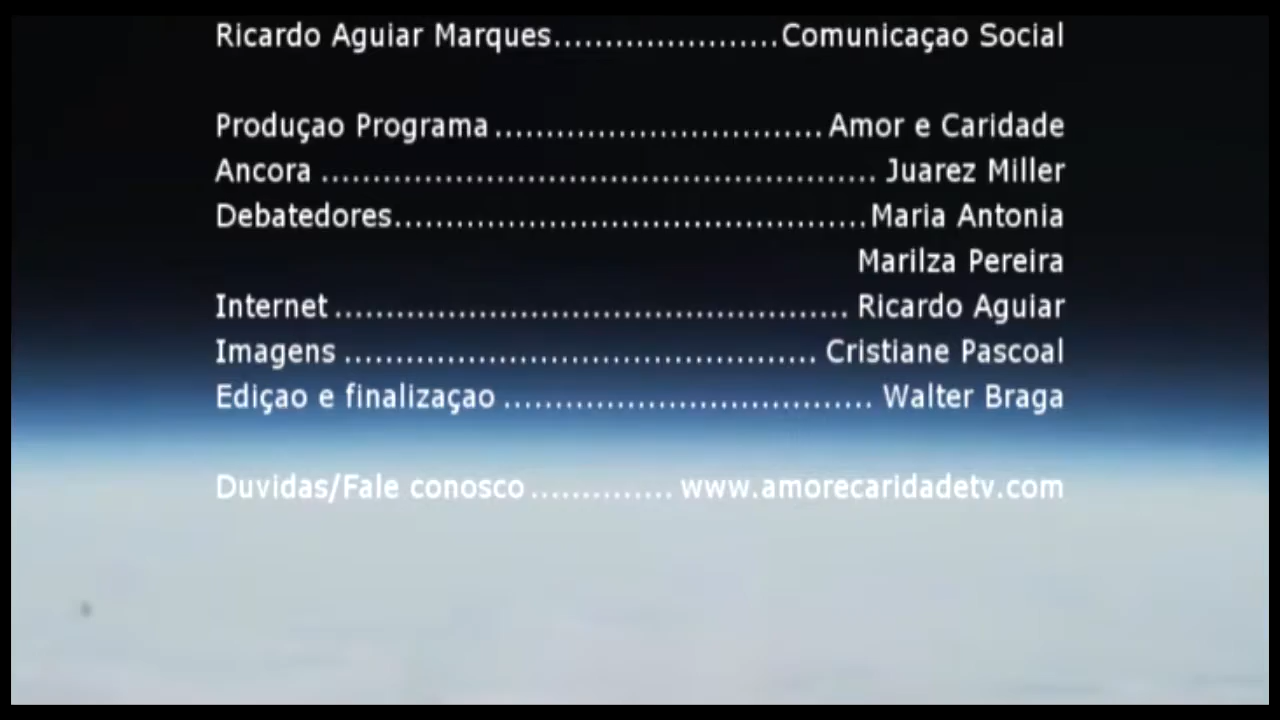 Ricardo Aguiar Marques......................Comunicaçao Social
Produçao Programa ................................ Amor e Caridade
Ancora ...................................................... Juarez Miller
Debatedores..............................................Maria Antonia
Marilza Pereira
Internet .................................................. Ricardo Aguiar
Imagens .............................................. Cristiane Pascoal
Ediçao e finalizaçao .................................... Walter Braga
Duvidas/Fale conosco .............. www.amorecaridadetv.com